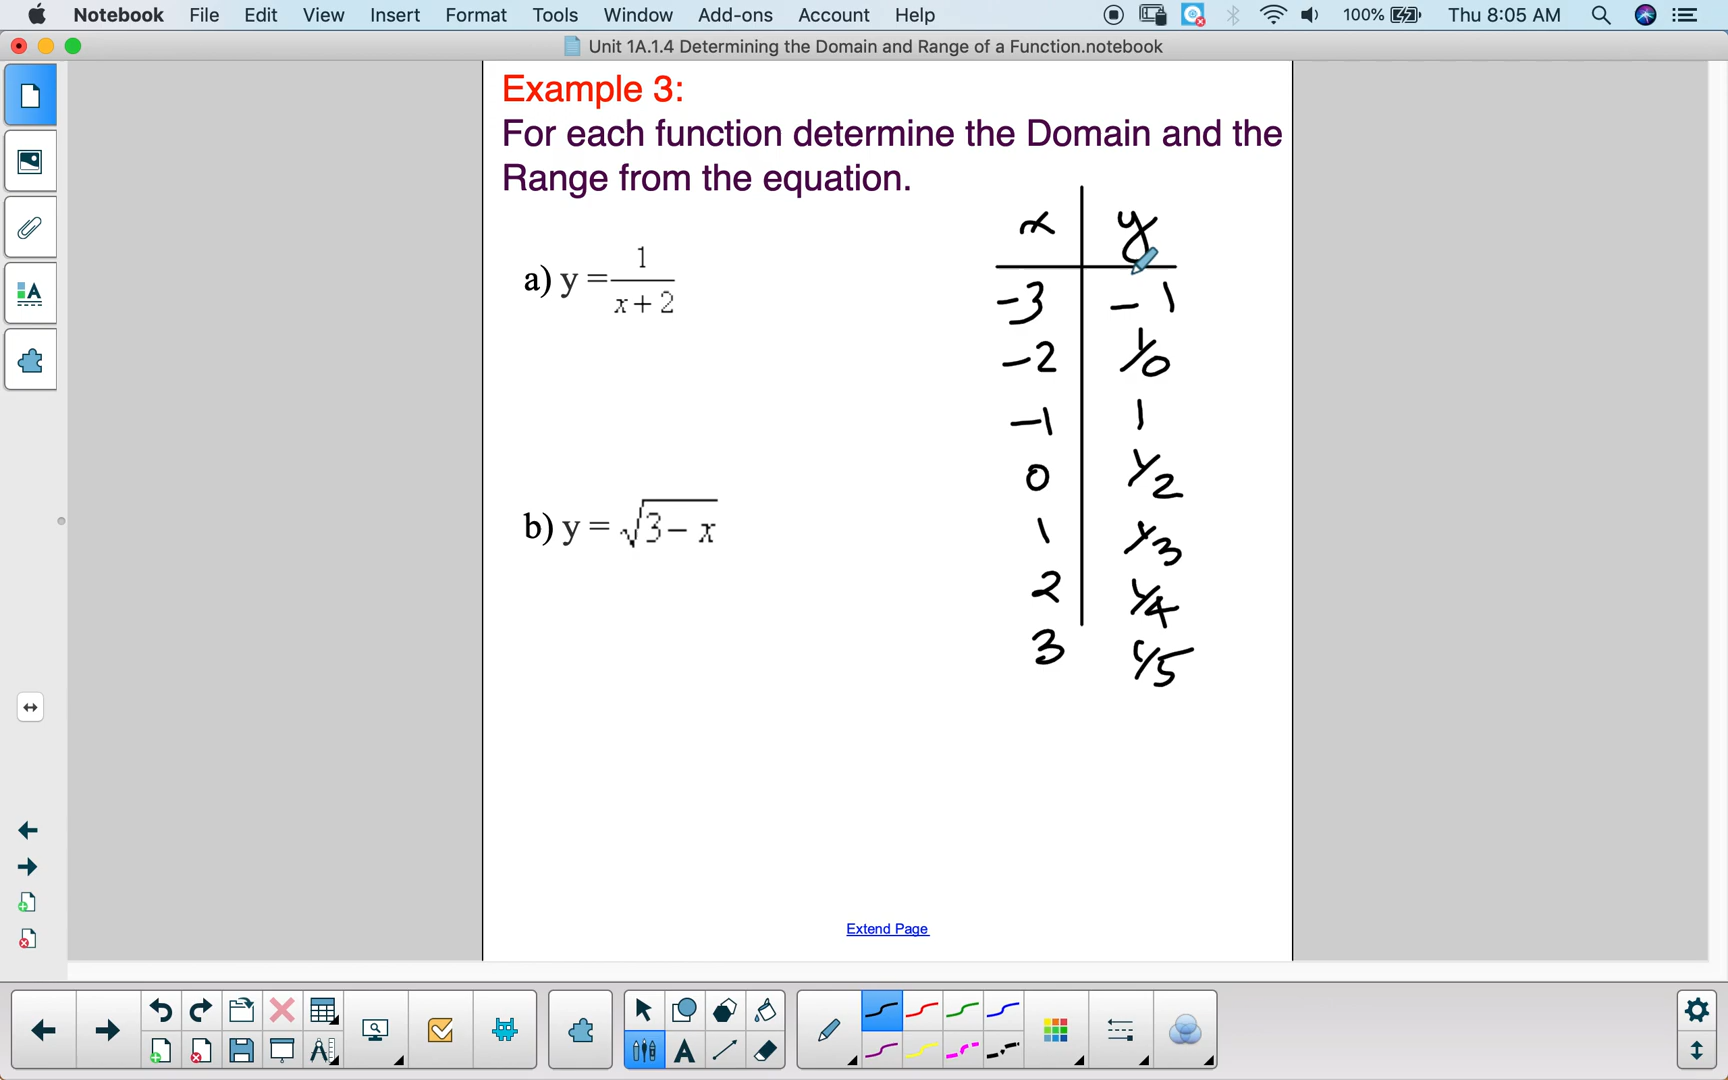 Notebook File Edit View Insert Format Tools Window Add-ons Account Help 100% Thu 8:05 AM
Unit 1A.1.4 Determining the Domain and Range of a Function.notebook
Example 3:
For each function determine the Domain and the
Range from the equation.
x y
a) y = 1/(x + 2)
-3 -1
-2 1/0
-1 1
0 1/2
b) y = √(3 - x)
1 1/3
2 1/4
3 1/5
Extend Page
A